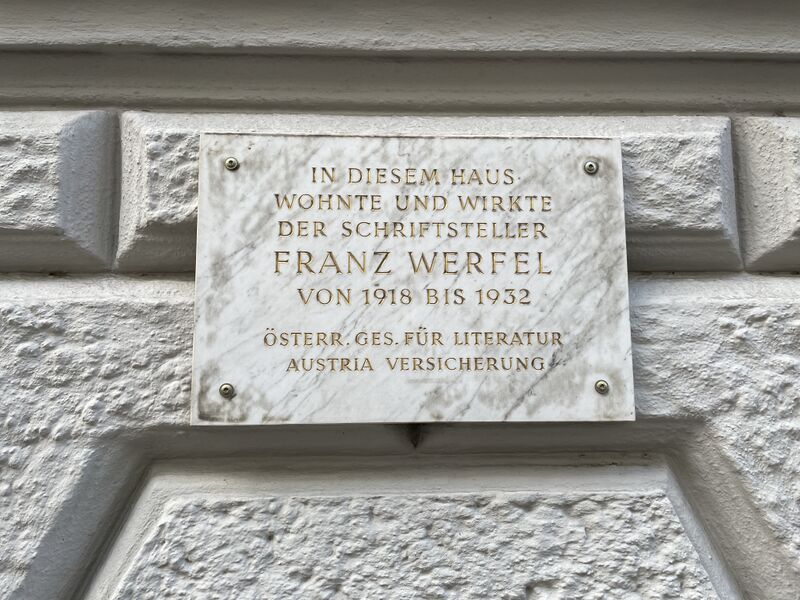 IN DIESEM HAUS
WOHNTE UND WIRKTE
DER SCHRIFTSTELLER
FRANZ WERFEL
VON 1918 BIS 1932
ÖSTERR. GES. FÜR LITERATUR
AUSTRIA VERSICHERUNG